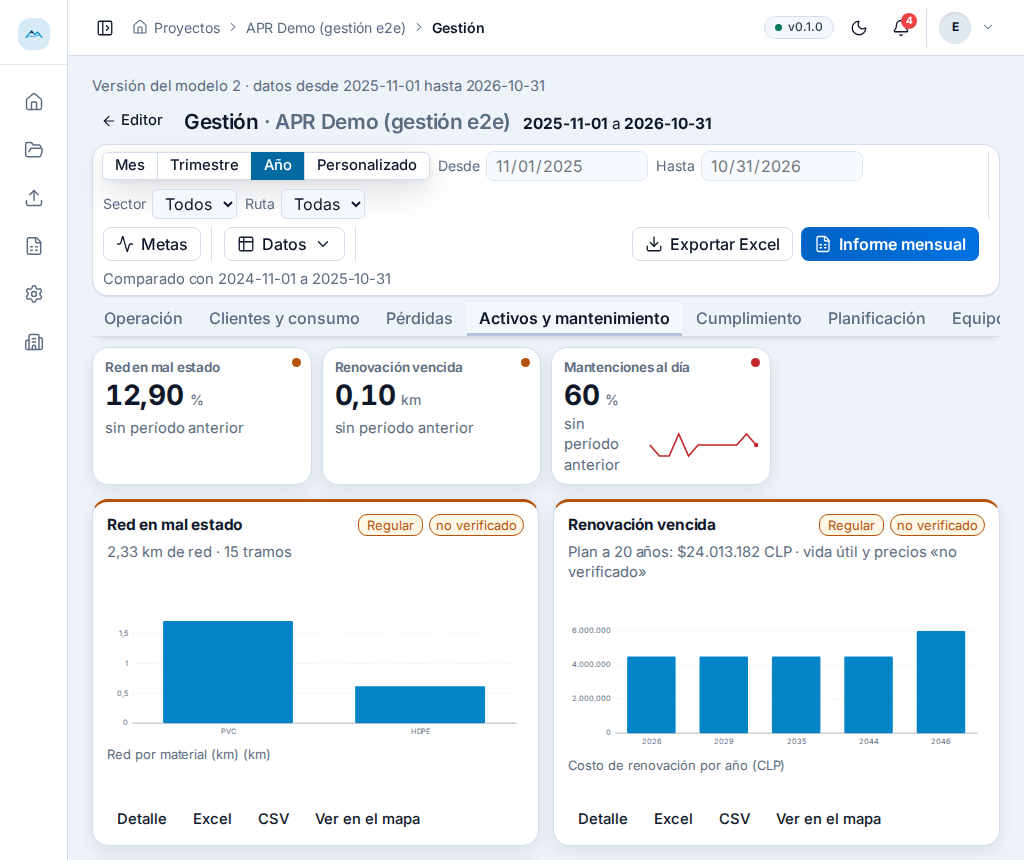 Proyectos > APR Demo (gestión e2e) > Gestión
v0.1.0
4
E
Versión del modelo 2 · datos desde 2025-11-01 hasta 2026-10-31
← Editor
Gestión · APR Demo (gestión e2e) 2025-11-01 a 2026-10-31
Mes Trimestre Año Personalizado Desde 11/01/2025 Hasta 10/31/2026
Sector Todos Ruta Todas
Metas Datos Exportar Excel Informe mensual
Comparado con 2024-11-01 a 2025-10-31
Operación Clientes y consumo Pérdidas Activos y mantenimiento Cumplimiento Planificación Equipo
Red en mal estado
12,90 %
sin período anterior
Renovación vencida
0,10 km
sin período anterior
Mantenciones al día
60 %
sin
período
anterior
Red en mal estado Regular no verificado
2,33 km de red · 15 tramos
1,5
1
0,5
0
PVC HDPE
Red por material (km) (km)
Detalle Excel CSV Ver en el mapa
Renovación vencida Regular no verificado
Plan a 20 años: $24.013.182 CLP · vida útil y precios «no
verificado»
6.000.000
4.000.000
2.000.000
0
2026 2029 2035 2044 2046
Costo de renovación por año (CLP)
Detalle Excel CSV Ver en el mapa